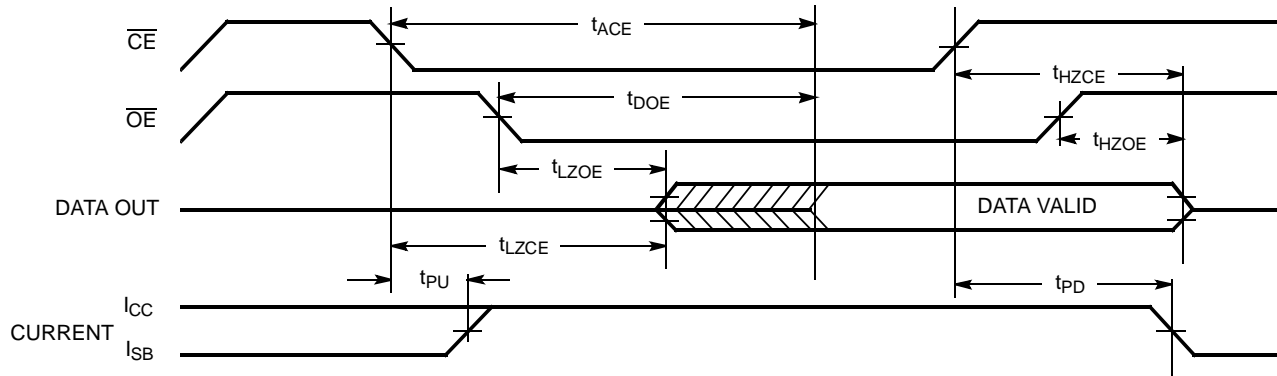 CE
tACE
tHZCE
OE
tDOE
tHZOE
tLZOE
DATA OUT
DATA VALID
tLZCE
tPU
tPD
ICC
CURRENT
ISB